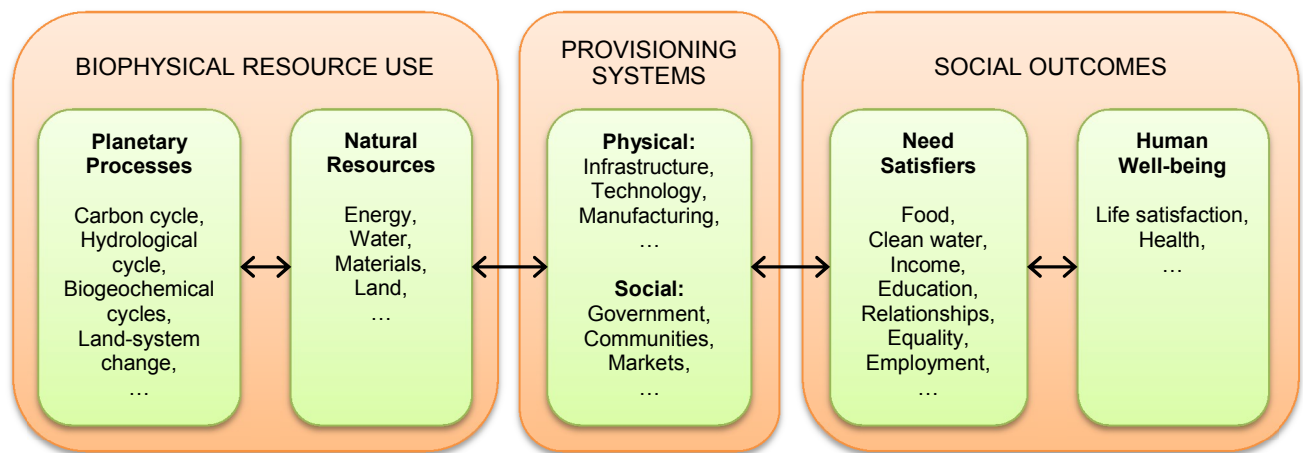 BIOPHYSICAL RESOURCE USE
Planetary
Processes
Carbon cycle,
Hydrological
cycle,
Biogeochemical
cycles,
Land-system
change,
…
Natural
Resources
Energy,
Water,
Materials,
Land,
…
PROVISIONING
SYSTEMS
Physical:
Infrastructure,
Technology,
Manufacturing,
…
Social:
Government,
Communities,
Markets,
…
SOCIAL OUTCOMES
Need
Satisfiers
Food,
Clean water,
Income,
Education,
Relationships,
Equality,
Employment,
…
Human
Well-being
Life satisfaction,
Health,
…